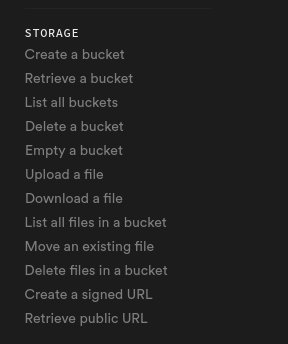 STORAGE
Create a bucket
Retrieve a bucket
List all buckets
Delete a bucket
Empty a bucket
Upload a file
Download a file
List all files in a bucket
Move an existing file
Delete files in a bucket
Create a signed URL
Retrieve public URL